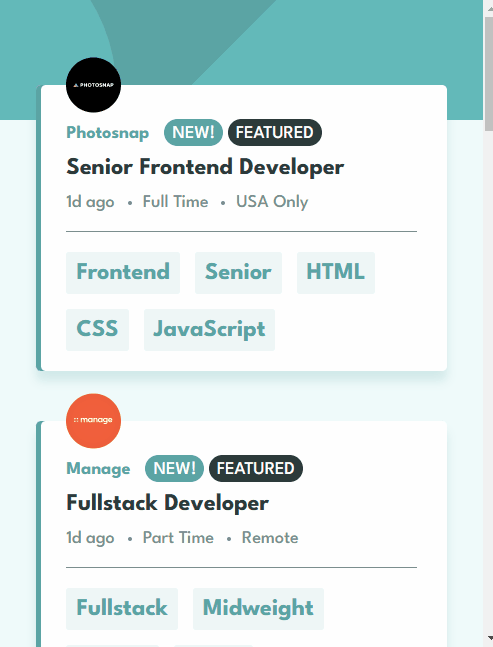 PHOTOSNAP
Photosnap NEW! FEATURED
Senior Frontend Developer
1d ago • Full Time • USA Only
Frontend Senior HTML
CSS JavaScript
manage
Manage NEW! FEATURED
Fullstack Developer
1d ago • Part Time • Remote
Fullstack Midweight